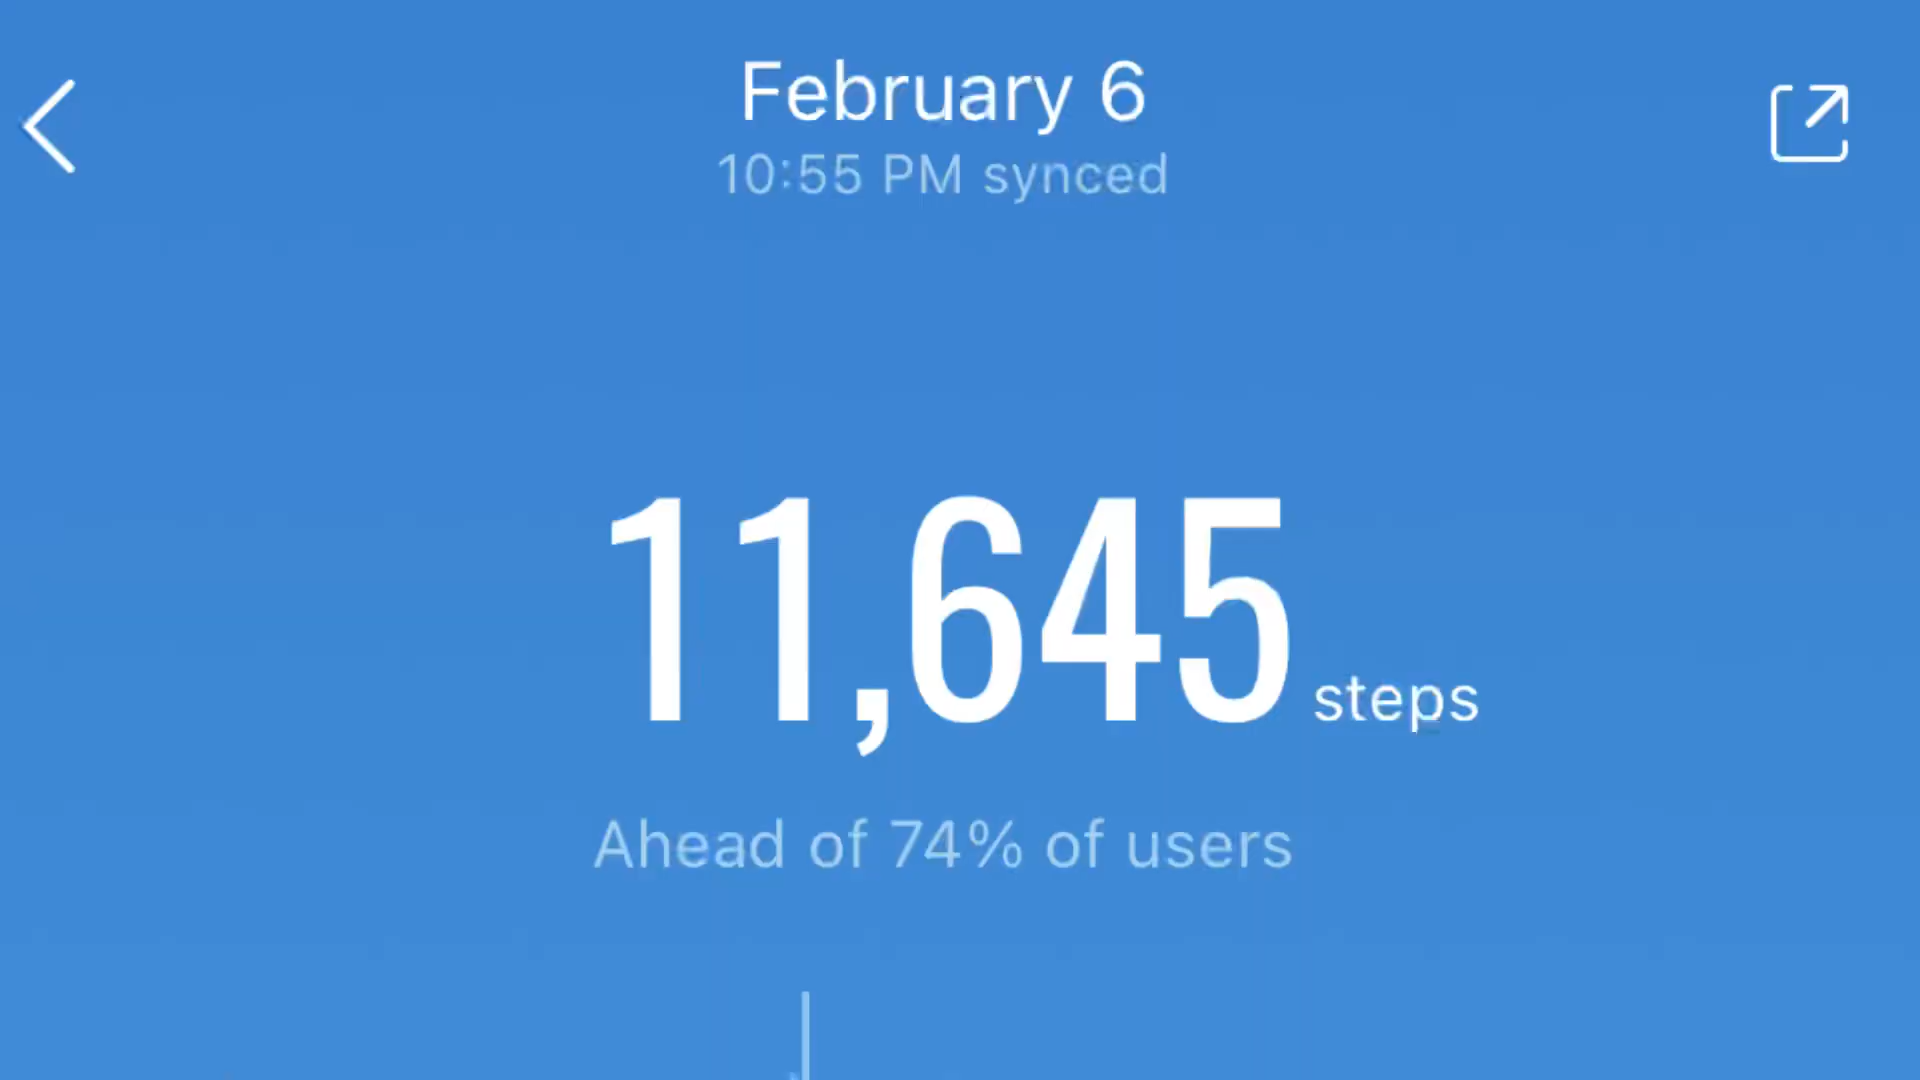 February 6
10:55 PM synced
11,645 steps
Ahead of 74% of users